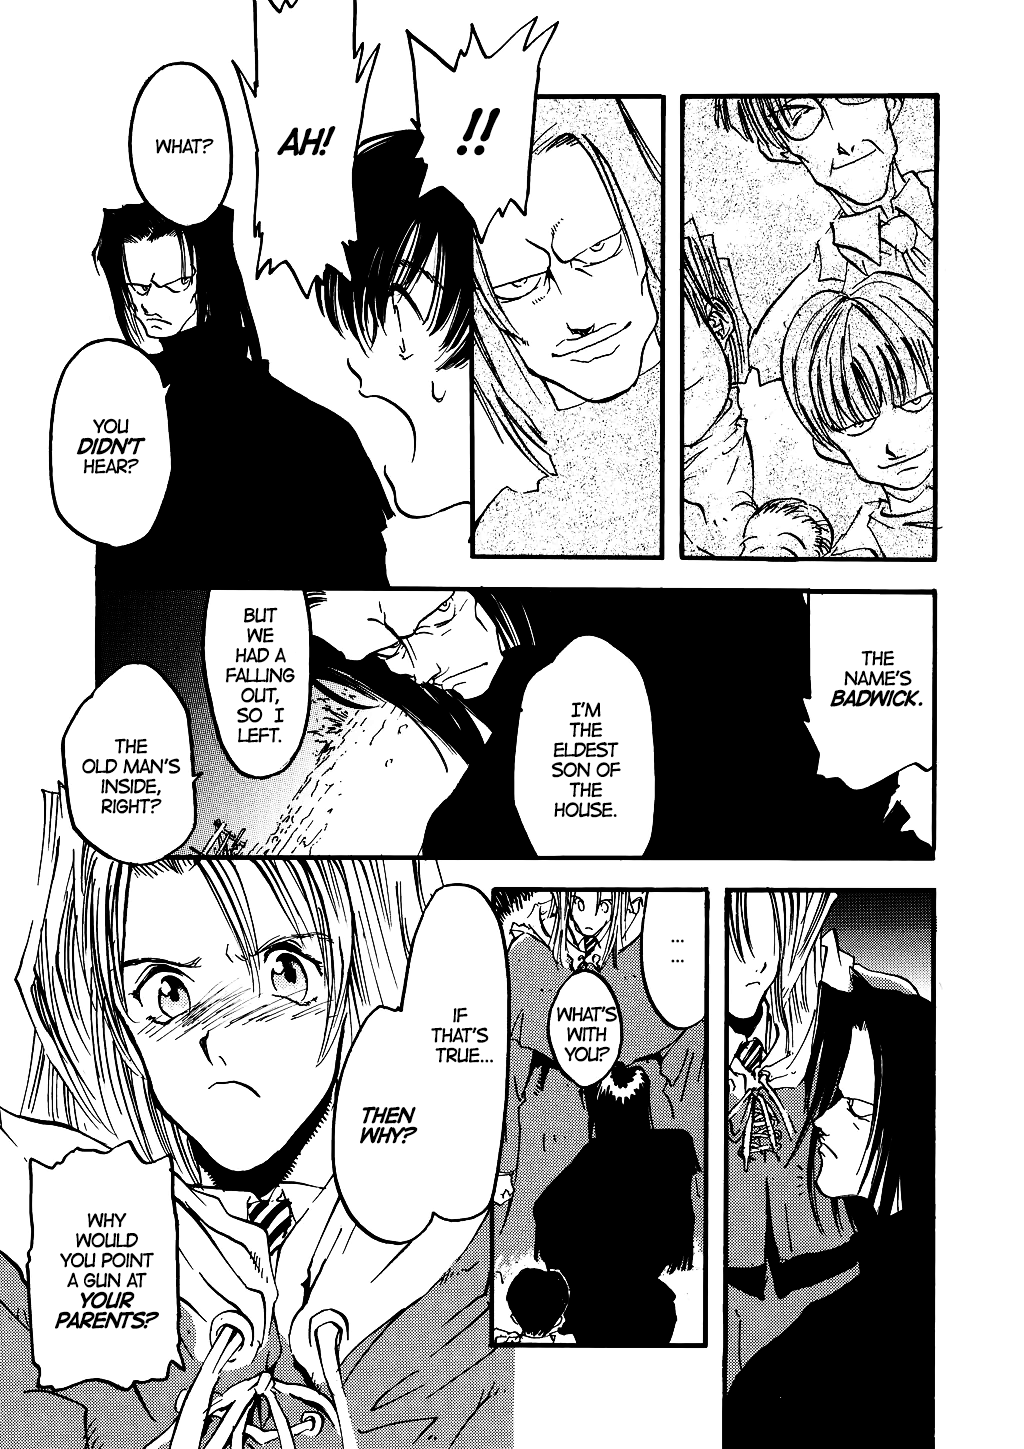 !!
AH!
WHAT?
YOU
DIDN'T
HEAR?
THE
NAME'S
BADWICK.
I'M
THE
ELDEST
SON OF
THE
HOUSE.
BUT
WE
HAD A
FALLING
OUT,
SO I
LEFT.
THE
OLD MAN'S
INSIDE,
RIGHT?
...
...
WHAT'S
WITH
YOU?
IF
THAT'S
TRUE...
THEN
WHY?
WHY
WOULD
YOU POINT
A GUN AT
YOUR
PARENTS?